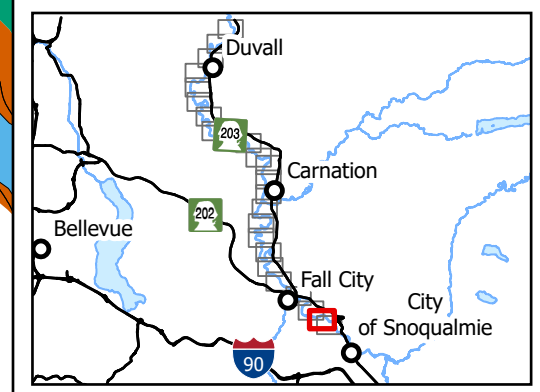 Duvall
203
Carnation
202
Bellevue
Fall City
City
of Snoqualmie
90